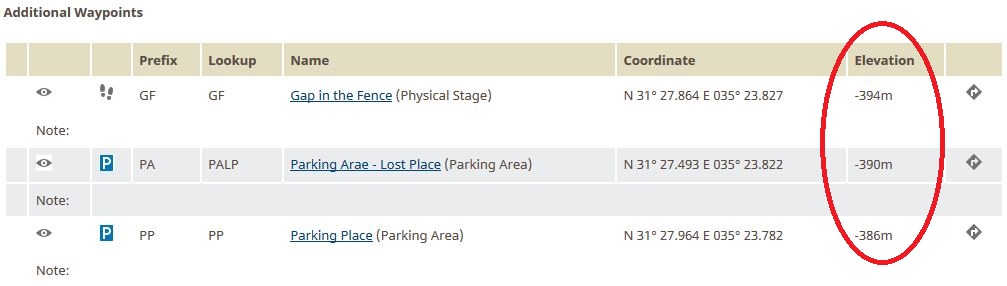 Additional Waypoints
Prefix Lookup Name Coordinate Elevation
GF GF Gap in the Fence (Physical Stage) N 31° 27.864 E 035° 23.827 -394m
Note:
P PA PALP Parking Arae - Lost Place (Parking Area) N 31° 27.493 E 035° 23.822 -390m
Note:
P PP PP Parking Place (Parking Area) N 31° 27.964 E 035° 23.782 -386m
Note: